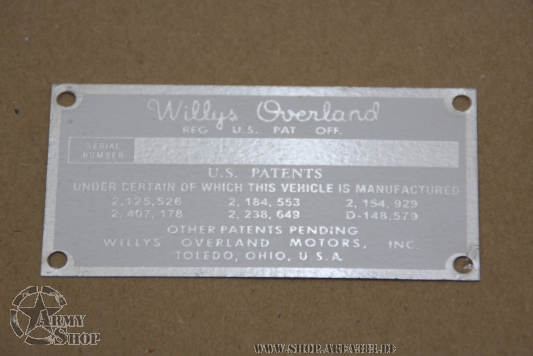 Willys Overland
REG U.S. PAT OFF.
SERIAL NUMBER
U.S. PATENTS
UNDER CERTAIN OF WHICH THIS VEHICLE IS MANUFACTURED
2,125,526 2,184,553 2,154,929
2,407,178 2,238,649 D-148,579
OTHER PATENTS PENDING
WILLYS OVERLAND MOTORS, INC.
TOLEDO, OHIO, U.S.A.
ARMY
SHOP